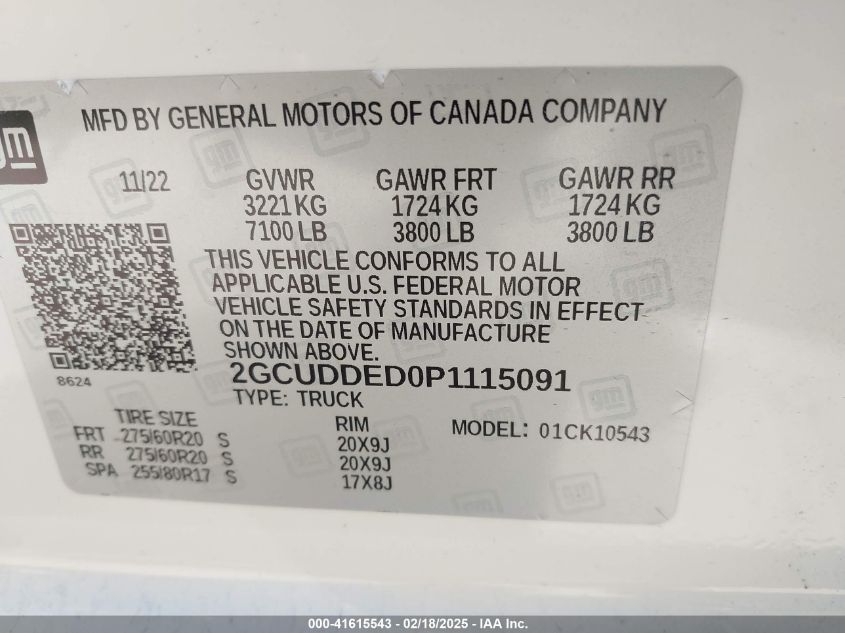 MFD BY GENERAL MOTORS OF CANADA COMPANY
gm
11/22 GVWR GAWR FRT GAWR RR
3221 KG 1724 KG 1724 KG
7100 LB 3800 LB 3800 LB
THIS VEHICLE CONFORMS TO ALL
APPLICABLE U.S. FEDERAL MOTOR
VEHICLE SAFETY STANDARDS IN EFFECT
ON THE DATE OF MANUFACTURE
SHOWN ABOVE.
8624
2GCUDDED0P1115091
TYPE: TRUCK
TIRE SIZE RIM MODEL: 01CK10543
FRT 275/60R20 S 20X9J
RR 275/60R20 S 20X9J
SPA 255/80R17 S 17X8J
000-41615543 - 02/18/2025 - IAA Inc.